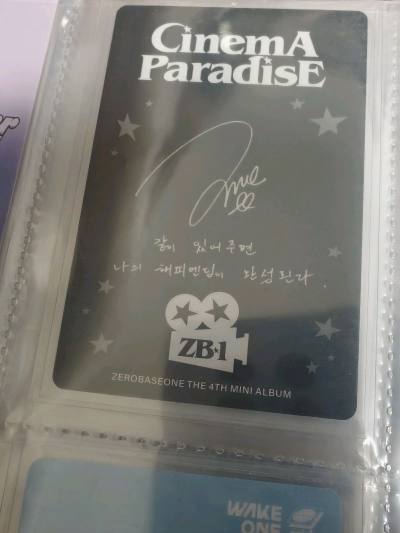 CinemA
ParadisE
같이 있어주면
나의 해피엔딩이 완성된다.
ZB1
ZEROBASEONE THE 4TH MINI ALBUM
WAKE
ONE